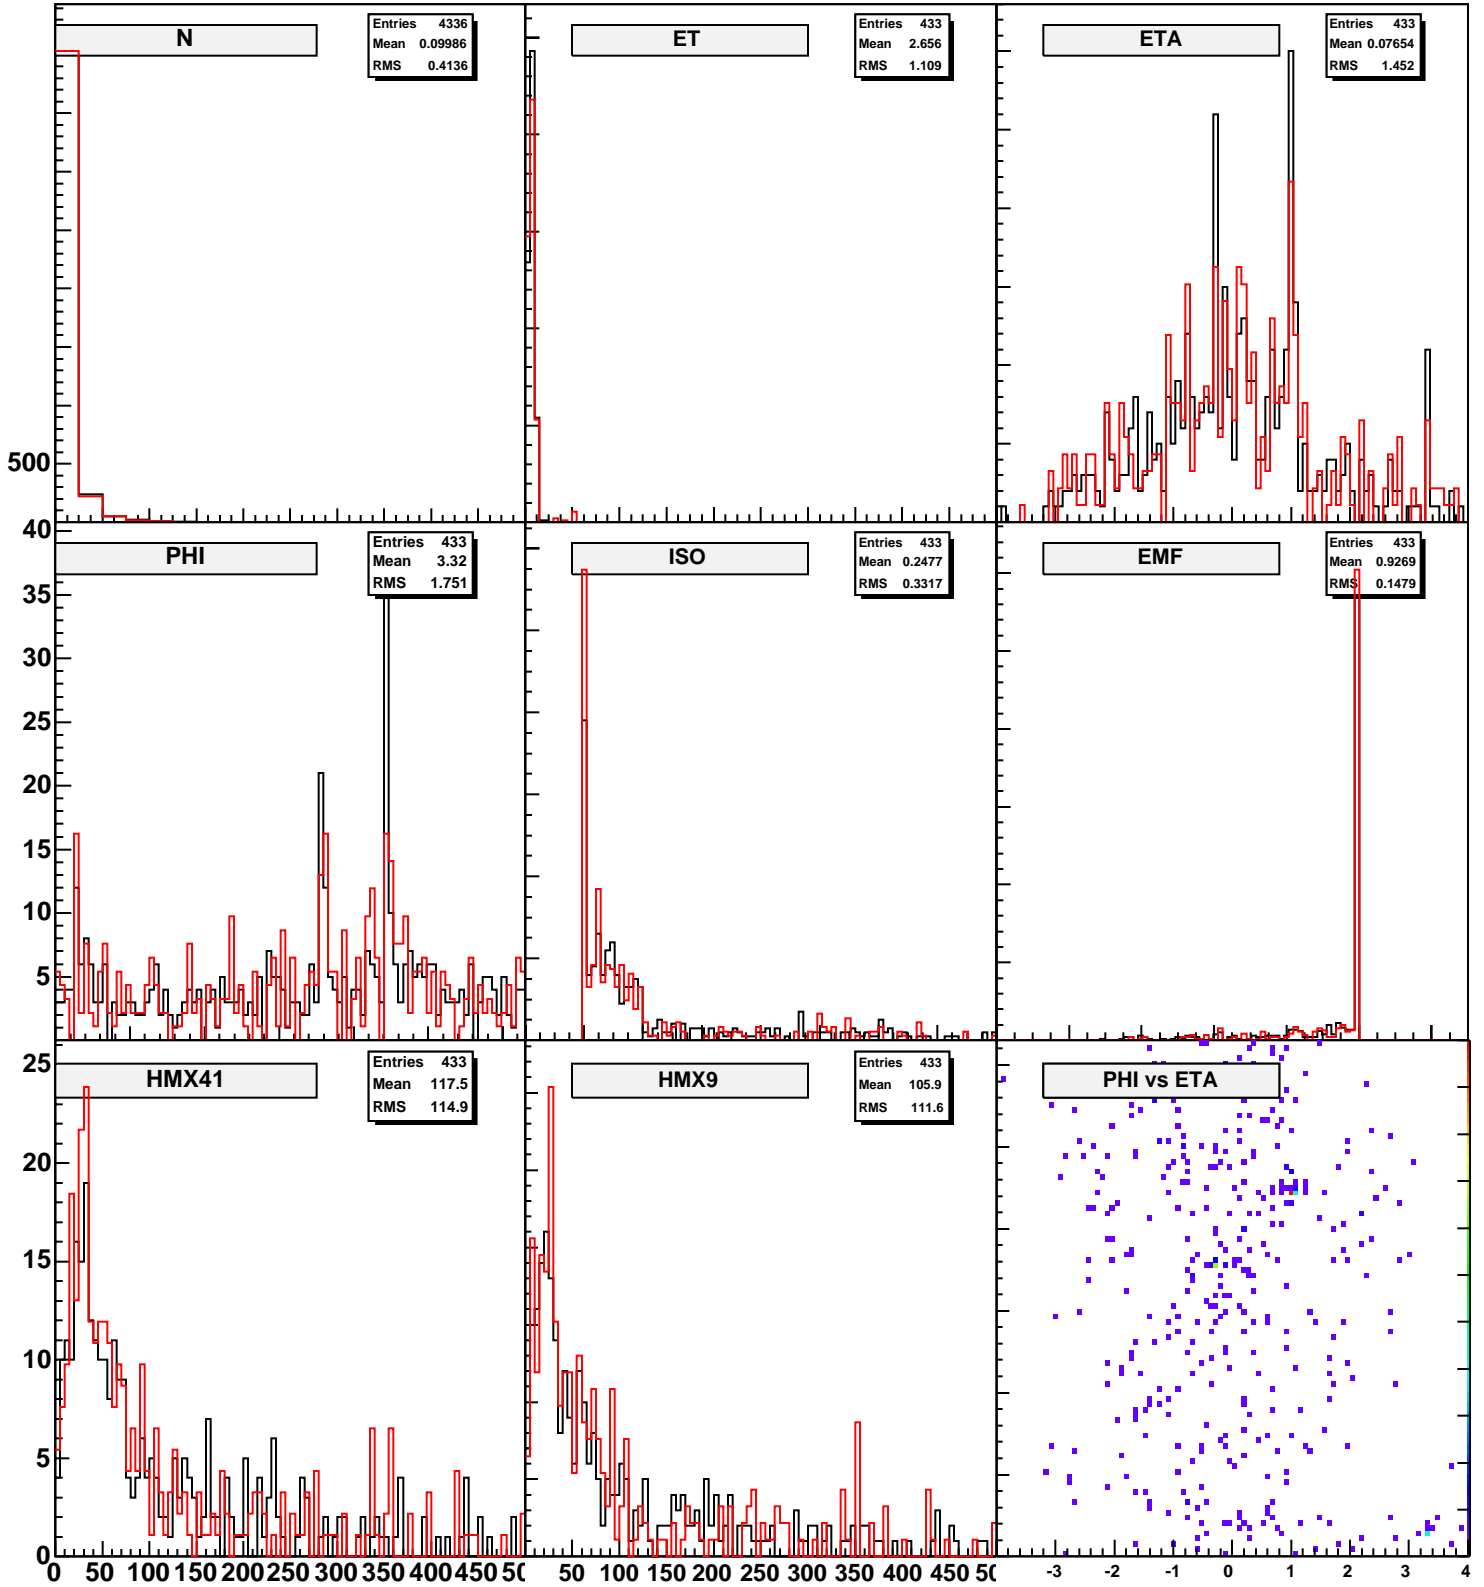 N
Entries 4336
Mean 0.09986
RMS 0.4136
ET
Entries 433
Mean 2.656
RMS 1.109
ETA
Entries 433
Mean 0.07654
RMS 1.452
500
PHI
Entries 433
Mean 3.32
RMS 1.751
ISO
Entries 433
Mean 0.2477
RMS 0.3317
EMF
Entries 433
Mean 0.9269
RMS 0.1479
40
35
30
25
20
15
10
5
HMX41
Entries 433
Mean 117.5
RMS 114.9
HMX9
Entries 433
Mean 105.9
RMS 111.6
PHI vs ETA
25
20
15
10
5
0
0 50 100 150 200 250 300 350 400 450 500
50 100 150 200 250 300 350 400 450 50
-3 -2 -1 0 1 2 3 4